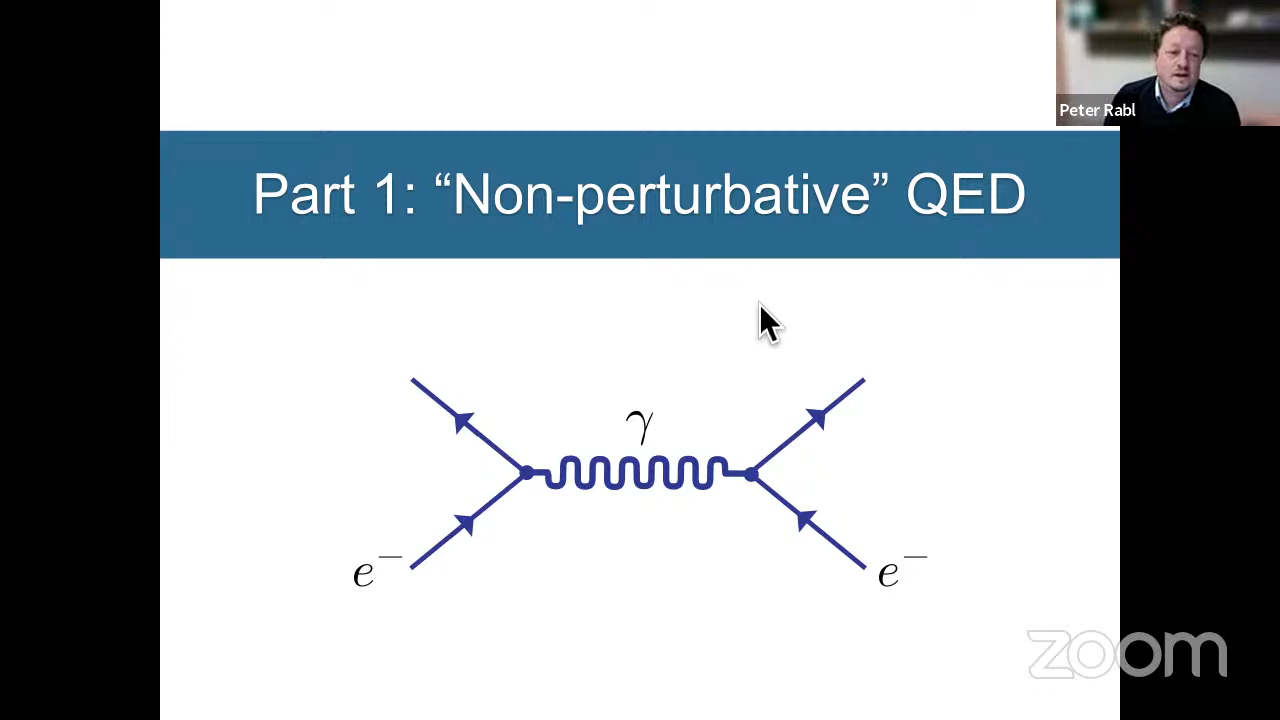 Peter Rabl
Part 1: “Non-perturbative” QED
γ
e⁻
e⁻
zoom